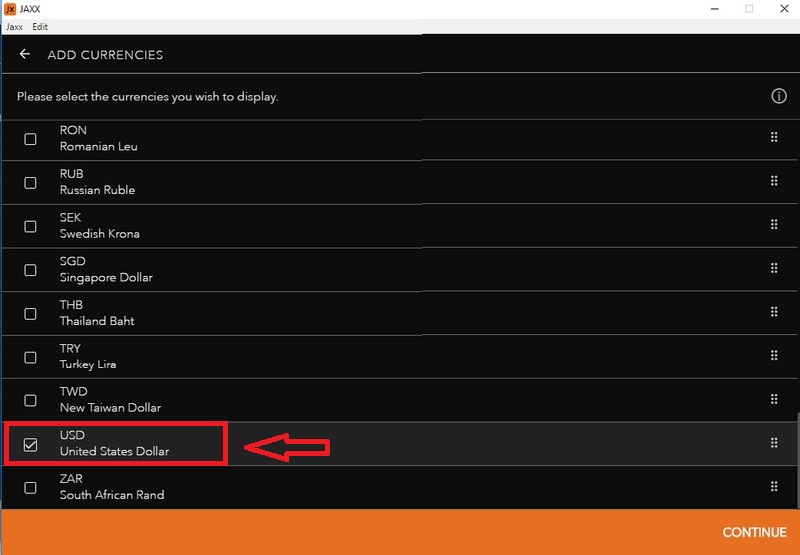 Jx JAXX
Jaxx Edit
ADD CURRENCIES
Please select the currencies you wish to display.
RON
Romanian Leu
RUB
Russian Ruble
SEK
Swedish Krona
SGD
Singapore Dollar
THB
Thailand Baht
TRY
Turkey Lira
TWD
New Taiwan Dollar
USD
United States Dollar
ZAR
South African Rand
CONTINUE